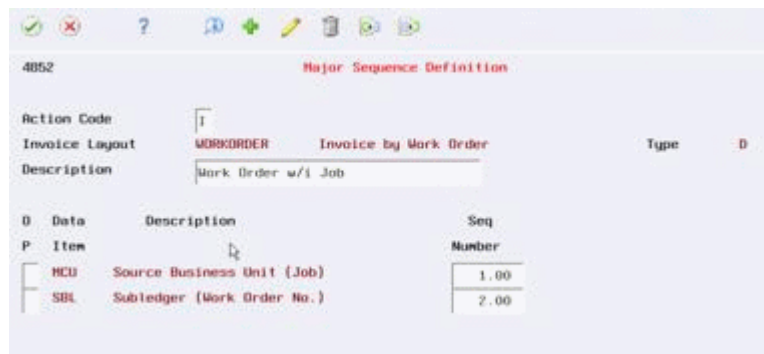 ?
4852 Major Sequence Definition
Action Code I
Invoice Layout WORKORDER Invoice by Work Order Type D
Description Work Order w/i Job
O Data Description Seq
P Item Number
MCU Source Business Unit (Job) 1.00
SBL Subledger (Work Order No.) 2.00